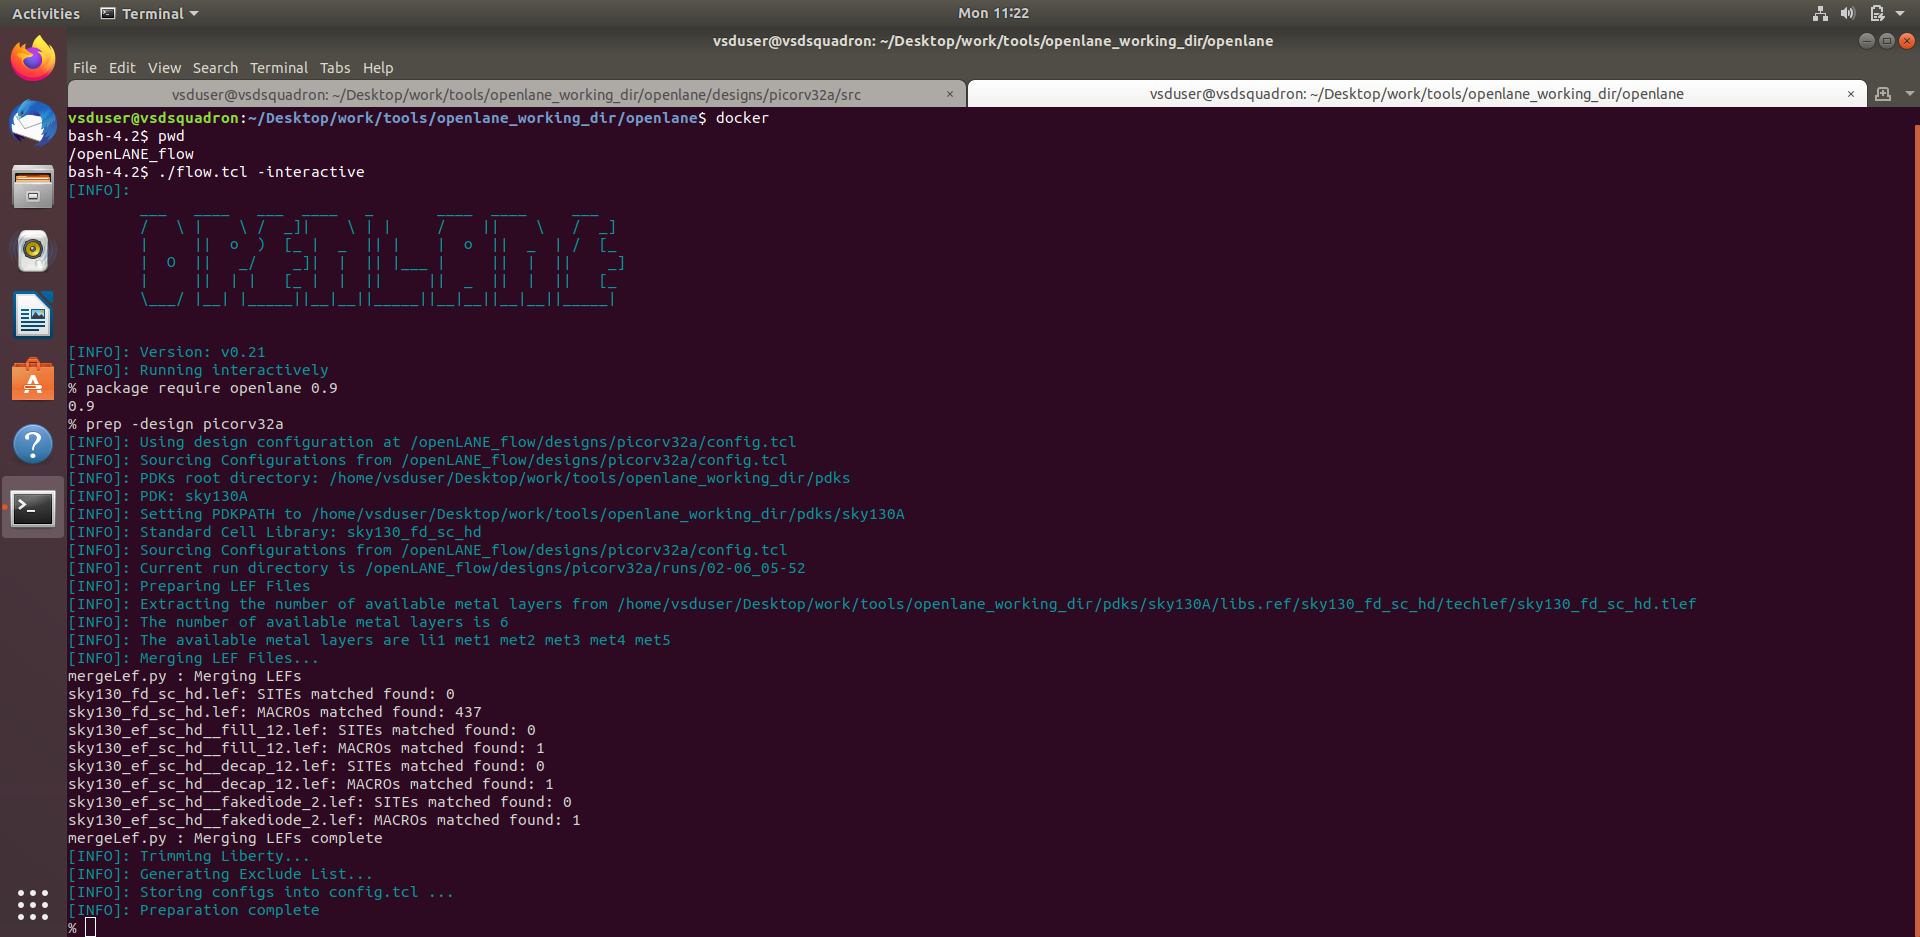 Activities Terminal Mon 11:22
vsduser@vsdsquadron: ~/Desktop/work/tools/openlane_working_dir/openlane
File Edit View Search Terminal Tabs Help
vsduser@vsdsquadron: ~/Desktop/work/tools/openlane_working_dir/openlane/designs/picorv32a/src × vsduser@vsdsquadron: ~/Desktop/work/tools/openlane_working_dir/openlane ×
vsduser@vsdsquadron:~/Desktop/work/tools/openlane_working_dir/openlane$ docker
bash-4.2$ pwd
/openLANE_flow
bash-4.2$ ./flow.tcl -interactive
[INFO]:
OPENLANE
[INFO]: Version: v0.21
[INFO]: Running interactively
% package require openlane 0.9
0.9
% prep -design picorv32a
[INFO]: Using design configuration at /openLANE_flow/designs/picorv32a/config.tcl
[INFO]: Sourcing Configurations from /openLANE_flow/designs/picorv32a/config.tcl
[INFO]: PDKs root directory: /home/vsduser/Desktop/work/tools/openlane_working_dir/pdks
[INFO]: PDK: sky130A
[INFO]: Setting PDKPATH to /home/vsduser/Desktop/work/tools/openlane_working_dir/pdks/sky130A
[INFO]: Standard Cell Library: sky130_fd_sc_hd
[INFO]: Sourcing Configurations from /openLANE_flow/designs/picorv32a/config.tcl
[INFO]: Current run directory is /openLANE_flow/designs/picorv32a/runs/02-06_05-52
[INFO]: Preparing LEF Files
[INFO]: Extracting the number of available metal layers from /home/vsduser/Desktop/work/tools/openlane_working_dir/pdks/sky130A/libs.ref/sky130_fd_sc_hd/techlef/sky130_fd_sc_hd.tlef
[INFO]: The number of available metal layers is 6
[INFO]: The available metal layers are li1 met1 met2 met3 met4 met5
[INFO]: Merging LEF Files...
mergeLef.py : Merging LEFs
sky130_fd_sc_hd.lef: SITEs matched found: 0
sky130_fd_sc_hd.lef: MACROs matched found: 437
sky130_ef_sc_hd__fill_12.lef: SITEs matched found: 0
sky130_ef_sc_hd__fill_12.lef: MACROs matched found: 1
sky130_ef_sc_hd__decap_12.lef: SITEs matched found: 0
sky130_ef_sc_hd__decap_12.lef: MACROs matched found: 1
sky130_ef_sc_hd__fakediode_2.lef: SITEs matched found: 0
sky130_ef_sc_hd__fakediode_2.lef: MACROs matched found: 1
mergeLef.py : Merging LEFs complete
[INFO]: Trimming Liberty...
[INFO]: Generating Exclude List...
[INFO]: Storing configs into config.tcl ...
[INFO]: Preparation complete
%